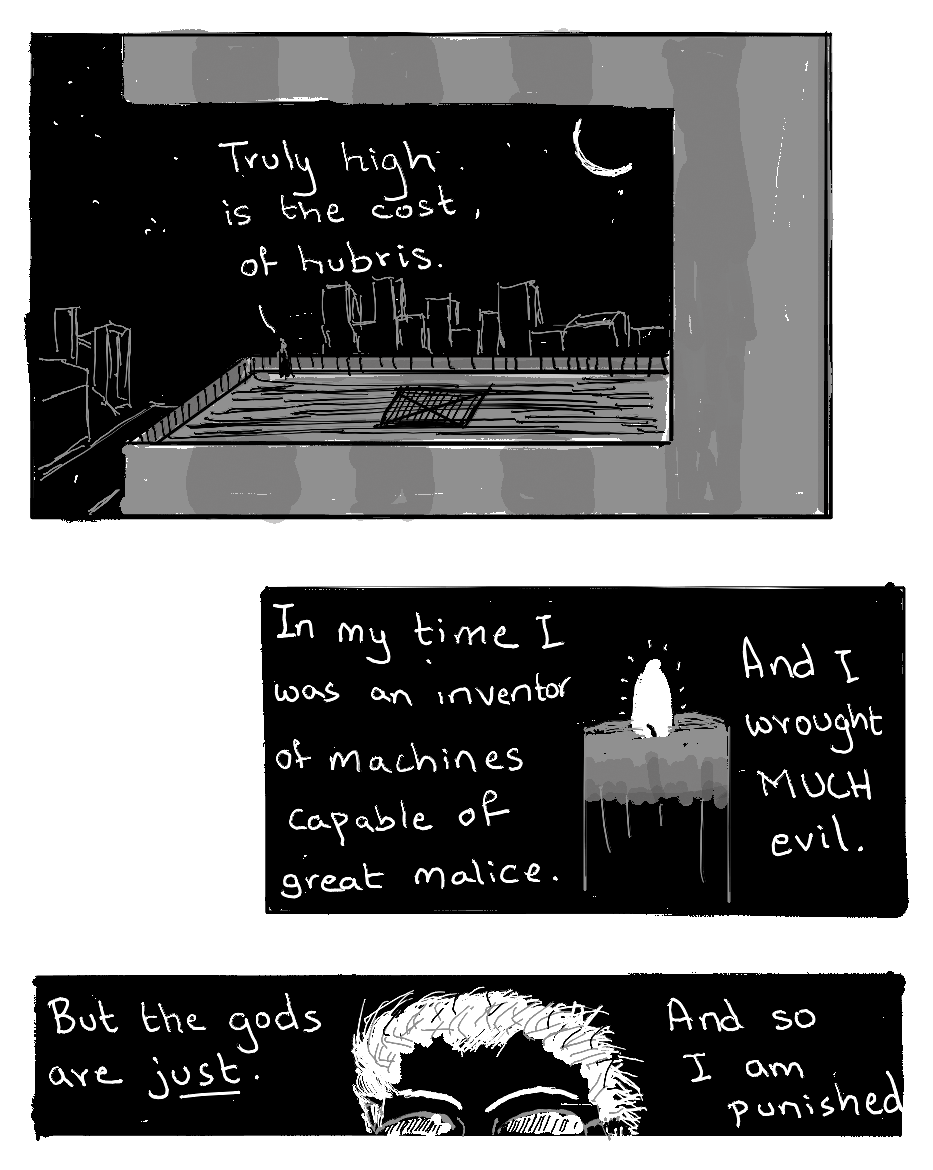 Truly high
is the cost,
of hubris.
In my time I
was an inventor
of machines
capable of
great malice.
And I
wrought
MUCH
evil.
But the gods
are just.
And so
I am
punished